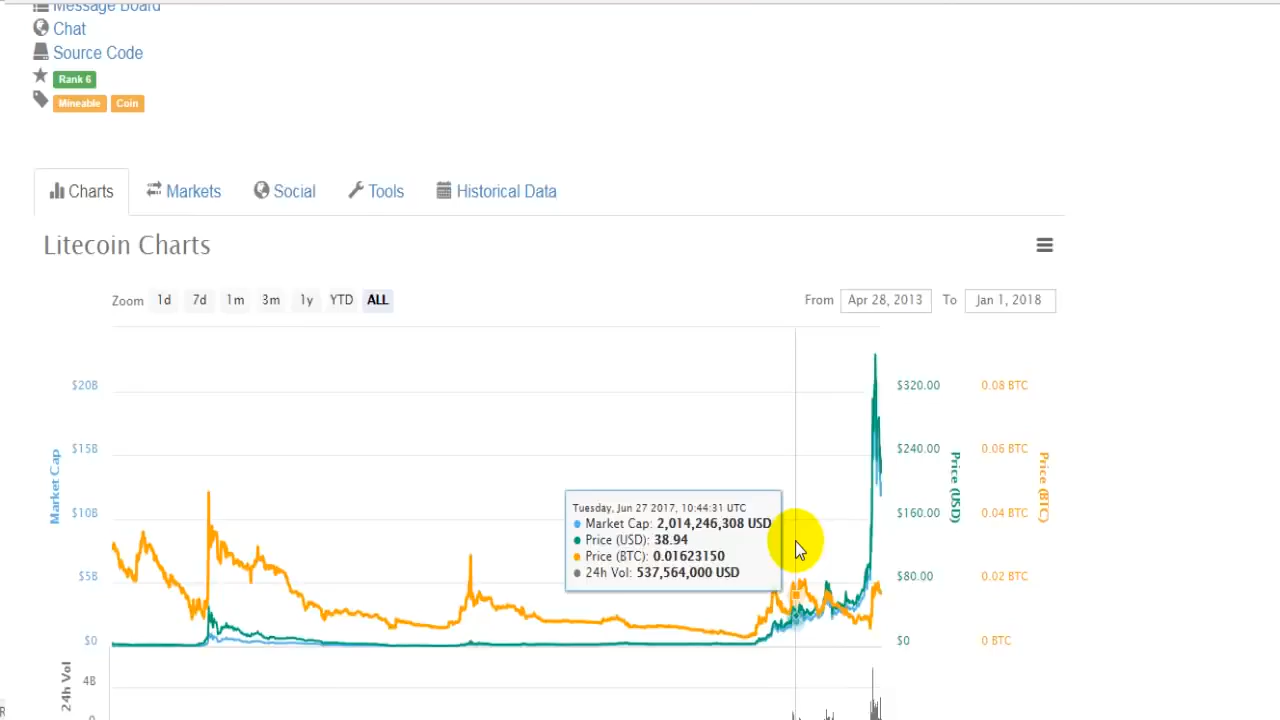 Message Board
Chat
Source Code
Rank 6
Mineable Coin
Charts Markets Social Tools Historical Data
Litecoin Charts
Zoom 1d 7d 1m 3m 1y YTD ALL From Apr 28, 2013 To Jan 1, 2018
$20B $320.00 0.08 BTC
$15B $240.00 0.06 BTC
$10B $160.00 0.04 BTC
$5B $80.00 0.02 BTC
$0 $0 0 BTC
Market Cap
Price (USD)
Price (BTC)
Tuesday, Jun 27 2017, 10:44:31 UTC
Market Cap: 2,014,246,308 USD
Price (USD): 38.94
Price (BTC): 0.01623150
24h Vol: 537,564,000 USD
24h Vol
4B
0
R